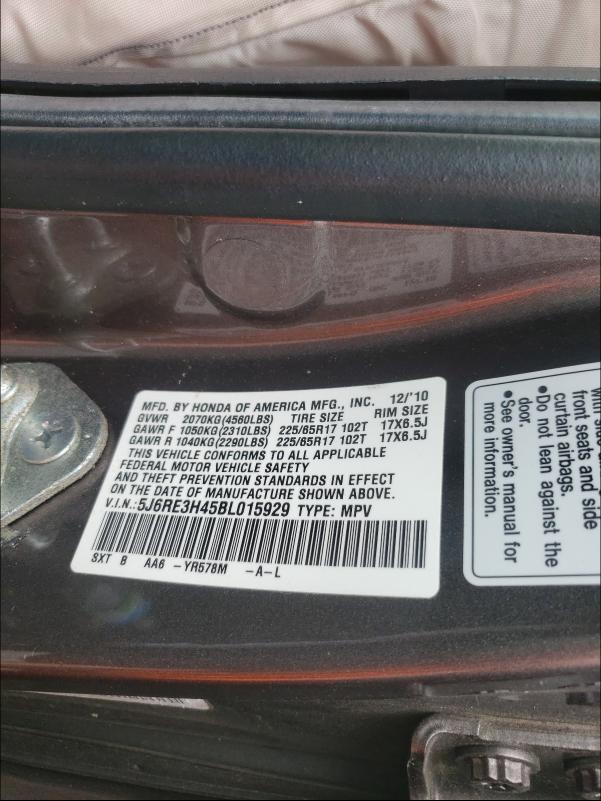 MFD. BY HONDA OF AMERICA MFG., INC. 12/'10
GVWR 2070KG(4560LBS) TIRE SIZE RIM SIZE
GAWR F 1050KG(2310LBS) 225/65R17 102T 17X6.5J
GAWR R 1040KG(2290LBS) 225/65R17 102T 17X6.5J
THIS VEHICLE CONFORMS TO ALL APPLICABLE
FEDERAL MOTOR VEHICLE SAFETY
AND THEFT PREVENTION STANDARDS IN EFFECT
ON THE DATE OF MANUFACTURE SHOWN ABOVE.
V.I.N.:5J6RE3H45BL015929 TYPE: MPV
SXT B AA6 -YR578M -A-L
with side
front seats and side
curtain airbags.
•Do not lean against the
door.
•See owner's manual for
more information.